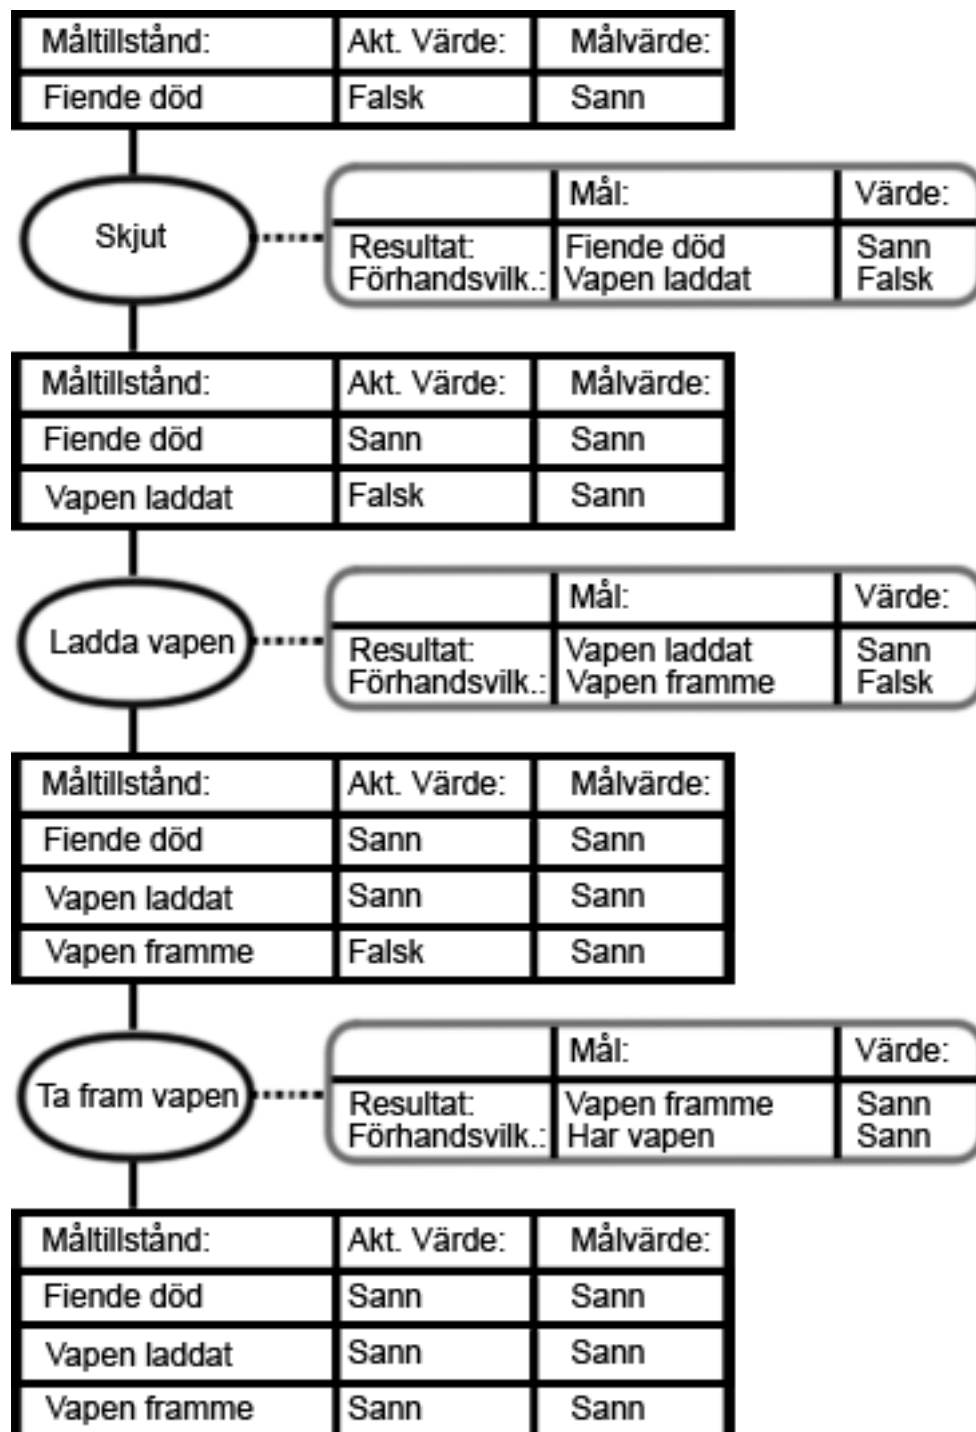 Måltillstånd: Akt. Värde: Målvärde:
Fiende död Falsk Sann
Skjut
Mål: Värde:
Resultat: Fiende död Sann
Förhandsvilk.: Vapen laddat Falsk
Måltillstånd: Akt. Värde: Målvärde:
Fiende död Sann Sann
Vapen laddat Falsk Sann
Ladda vapen
Mål: Värde:
Resultat: Vapen laddat Sann
Förhandsvilk.: Vapen framme Falsk
Måltillstånd: Akt. Värde: Målvärde:
Fiende död Sann Sann
Vapen laddat Sann Sann
Vapen framme Falsk Sann
Ta fram vapen
Mål: Värde:
Resultat: Vapen framme Sann
Förhandsvilk.: Har vapen Sann
Måltillstånd: Akt. Värde: Målvärde:
Fiende död Sann Sann
Vapen laddat Sann Sann
Vapen framme Sann Sann